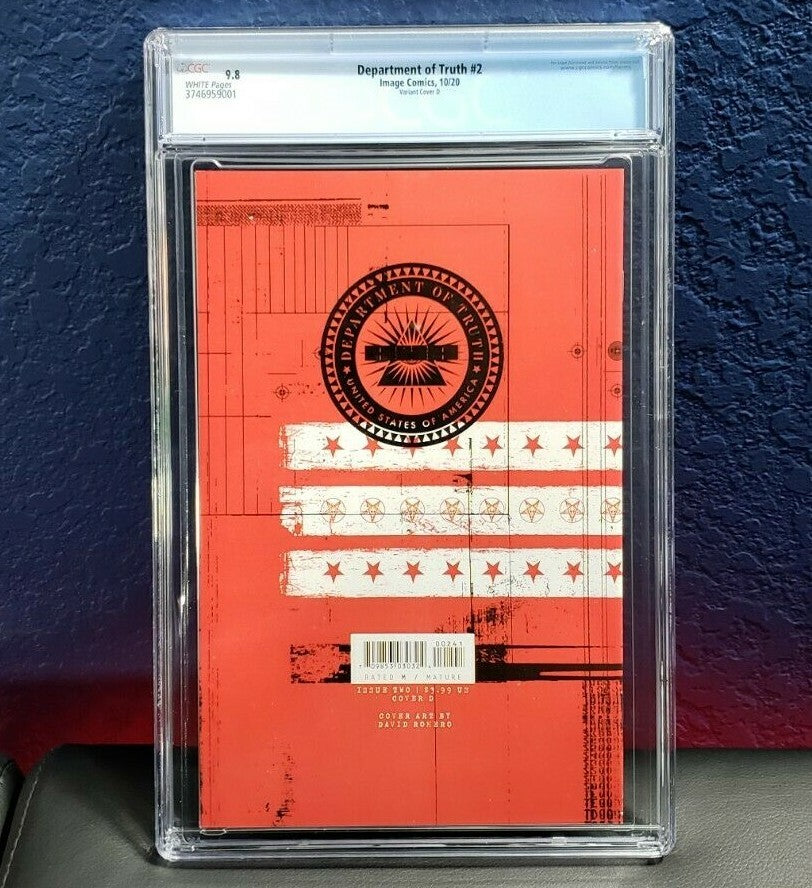 CGC
9.8
WHITE Pages
3746959001
Department of Truth #2
Image Comics, 10/20
Variant Cover D
DEPARTMENT OF TRUTH
UNITED STATES OF AMERICA
00241
RATED M / MATURE
ISSUE TWO | $3.99 US
COVER D
COVER ART BY
DAVID ROMERO